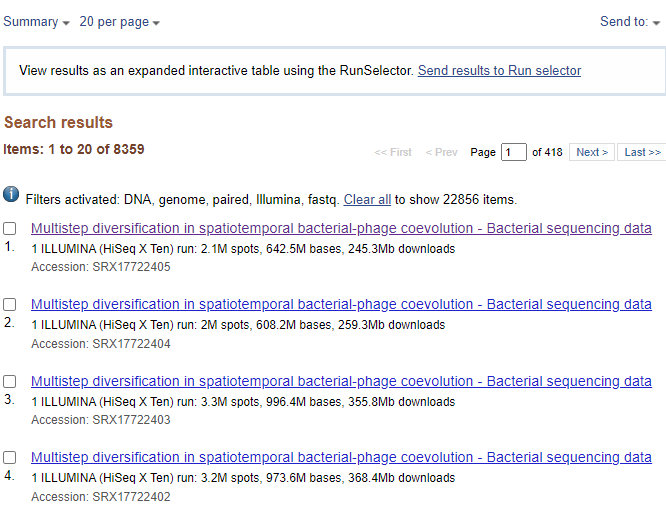 Summary 20 per page Send to:
View results as an expanded interactive table using the RunSelector. Send results to Run selector
Search results
Items: 1 to 20 of 8359
<< First < Prev Page 1 of 418 Next > Last >>
Filters activated: DNA, genome, paired, Illumina, fastq. Clear all to show 22856 items.
Multistep diversification in spatiotemporal bacterial-phage coevolution - Bacterial sequencing data
1. 1 ILLUMINA (HiSeq X Ten) run: 2.1M spots, 642.5M bases, 245.3Mb downloads
Accession: SRX17722405
Multistep diversification in spatiotemporal bacterial-phage coevolution - Bacterial sequencing data
2. 1 ILLUMINA (HiSeq X Ten) run: 2M spots, 608.2M bases, 259.3Mb downloads
Accession: SRX17722404
Multistep diversification in spatiotemporal bacterial-phage coevolution - Bacterial sequencing data
3. 1 ILLUMINA (HiSeq X Ten) run: 3.3M spots, 996.4M bases, 355.8Mb downloads
Accession: SRX17722403
Multistep diversification in spatiotemporal bacterial-phage coevolution - Bacterial sequencing data
4. 1 ILLUMINA (HiSeq X Ten) run: 3.2M spots, 973.6M bases, 368.4Mb downloads
Accession: SRX17722402